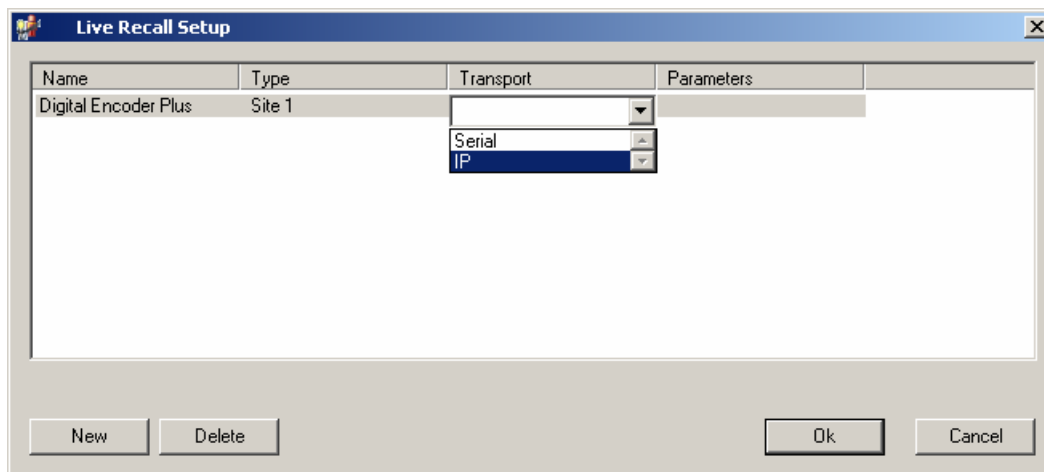 Live Recall Setup
Name Type Transport Parameters
Digital Encoder Plus Site 1
Serial
IP
New Delete Ok Cancel